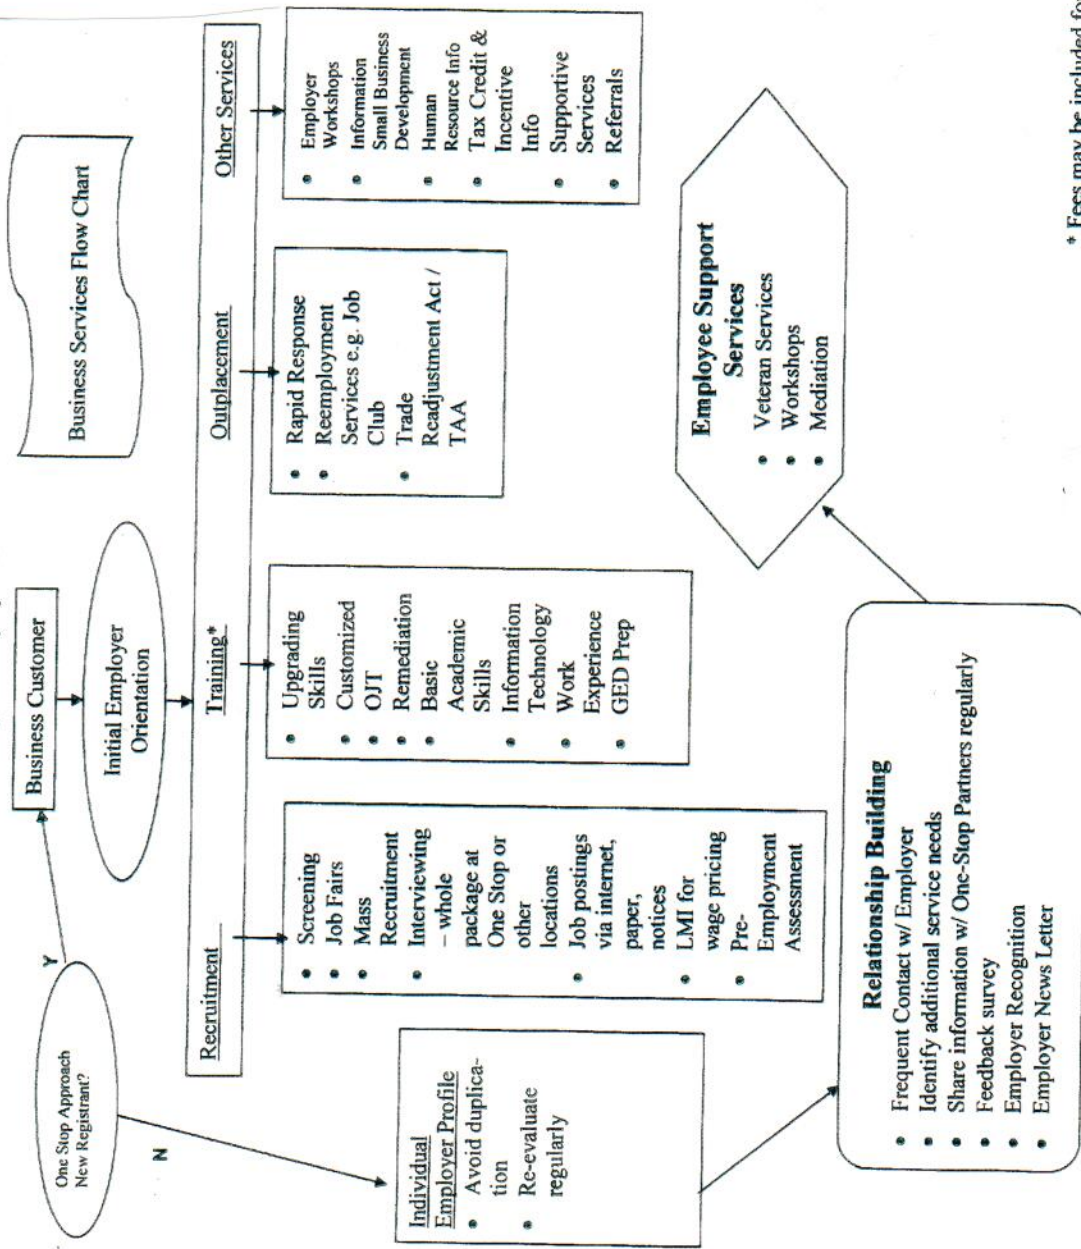 Business Services Flow Chart
One Stop Approach
New Registrant?
Y
N
Business Customer
Initial Employer
Orientation
Recruitment
Training*
Outplacement
Other Services
• Screening
• Job Fairs
• Mass
Recruitment
• Interviewing
– whole
package at
One Stop or
other
locations
• Job postings
via internet,
paper,
notices
• LMI for
wage pricing
• Pre-
Employment
Assessment
• Upgrading
Skills
• Customized
• OJT
• Remediation
• Basic
Academic
Skills
• Information
Technology
• Work
Experience
• GED Prep
• Rapid Response
• Reemployment
Services e.g. Job
Club
• Trade
Readjustment Act /
TAA
• Employer
Workshops
• Information
Small Business
Development
• Human
Resource Info
• Tax Credit &
Incentive
Info
• Supportive
Services
• Referrals
Individual
Employer Profile
• Avoid duplica-
tion
• Re-evaluate
regularly
Relationship Building
• Frequent Contact w/ Employer
• Identify additional service needs
• Share information w/ One-Stop Partners regularly
• Feedback survey
• Employer Recognition
• Employer News Letter
Employee Support
Services
• Veteran Services
• Workshops
• Mediation
* Fees may be included for